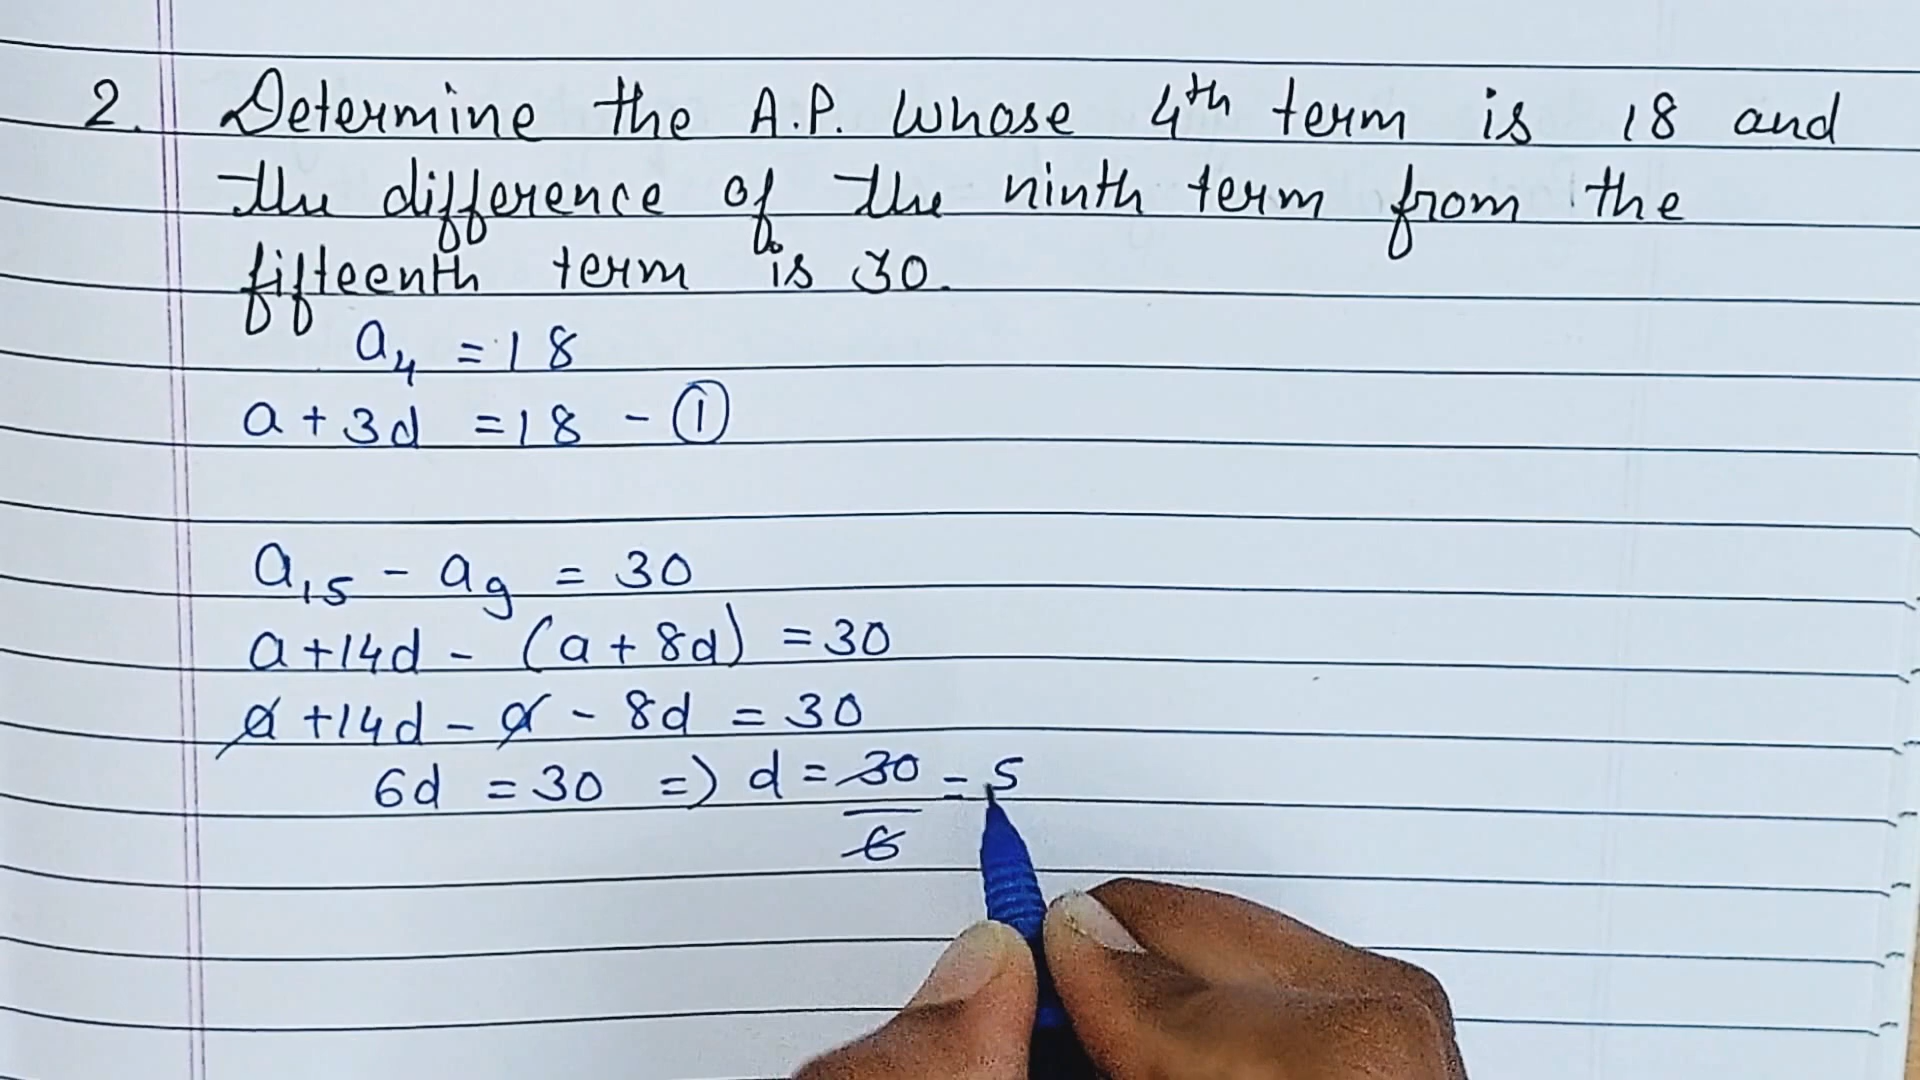 2. Determine the A.P. whose 4th term is 18 and
the difference of the ninth term from the
fifteenth term is 30.
a₄ = 18
a + 3d = 18 - ①
a₁₅ - a₉ = 30
a + 14d - (a + 8d) = 30
a + 14d - a - 8d = 30
6d = 30 => d = 30/6 = 5